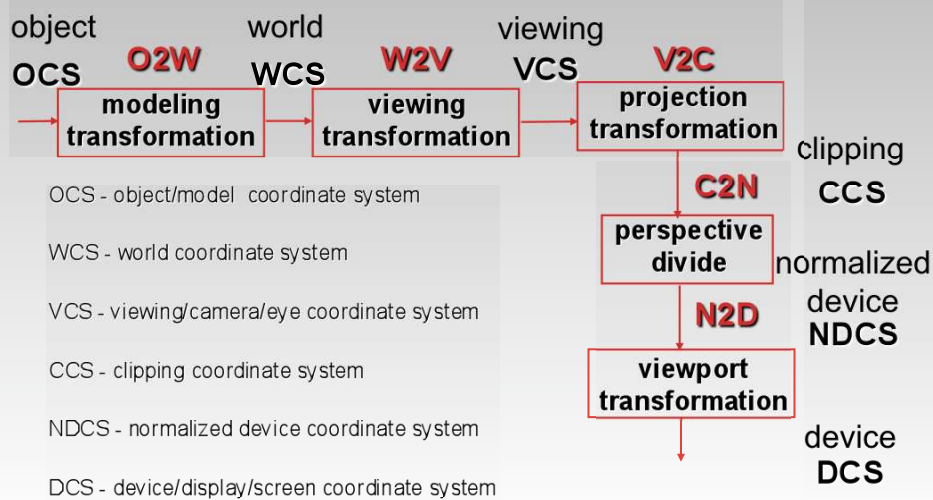 object
OCS
O2W
modeling
transformation
world
WCS
W2V
viewing
transformation
viewing
VCS
V2C
projection
transformation
clipping
CCS
C2N
perspective
divide
normalized
device
NDCS
N2D
viewport
transformation
device
DCS
OCS - object/model coordinate system
WCS - world coordinate system
VCS - viewing/camera/eye coordinate system
CCS - clipping coordinate system
NDCS - normalized device coordinate system
DCS - device/display/screen coordinate system